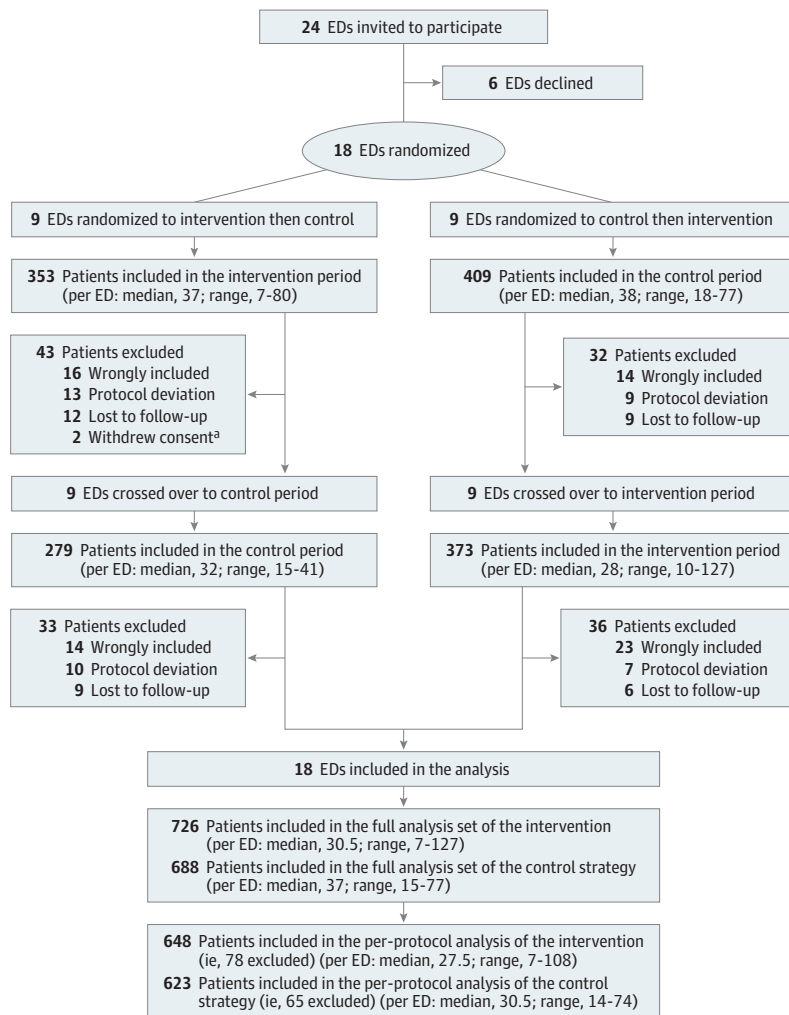 24 EDs invited to participate
6 EDs declined
18 EDs randomized
9 EDs randomized to intervention then control
353 Patients included in the intervention period
(per ED: median, 37; range, 7-80)
43 Patients excluded
16 Wrongly included
13 Protocol deviation
12 Lost to follow-up
2 Withdrew consentᵃ
9 EDs crossed over to control period
279 Patients included in the control period
(per ED: median, 32; range, 15-41)
33 Patients excluded
14 Wrongly included
10 Protocol deviation
9 Lost to follow-up
9 EDs randomized to control then intervention
409 Patients included in the control period
(per ED: median, 38; range, 18-77)
32 Patients excluded
14 Wrongly included
9 Protocol deviation
9 Lost to follow-up
9 EDs crossed over to intervention period
373 Patients included in the intervention period
(per ED: median, 28; range, 10-127)
36 Patients excluded
23 Wrongly included
7 Protocol deviation
6 Lost to follow-up
18 EDs included in the analysis
726 Patients included in the full analysis set of the intervention
(per ED: median, 30.5; range, 7-127)
688 Patients included in the full analysis set of the control strategy
(per ED: median, 37; range, 15-77)
648 Patients included in the per-protocol analysis of the intervention
(ie, 78 excluded) (per ED: median, 27.5; range, 7-108)
623 Patients included in the per-protocol analysis of the control
strategy (ie, 65 excluded) (per ED: median, 30.5; range, 14-74)